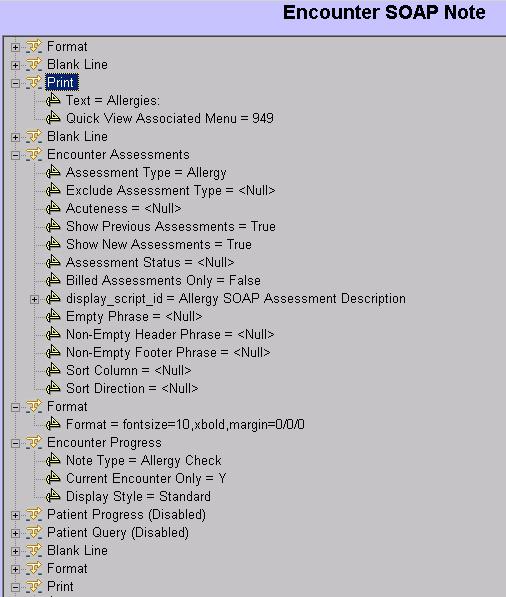 Encounter SOAP Note
Format
Blank Line
Print
Text = Allergies:
Quick View Associated Menu = 949
Blank Line
Encounter Assessments
Assessment Type = Allergy
Exclude Assessment Type = <Null>
Acuteness = <Null>
Show Previous Assessments = True
Show New Assessments = True
Assessment Status = <Null>
Billed Assessments Only = False
display_script_id = Allergy SOAP Assessment Description
Empty Phrase = <Null>
Non-Empty Header Phrase = <Null>
Non-Empty Footer Phrase = <Null>
Sort Column = <Null>
Sort Direction = <Null>
Format
Format = fontsize=10,xbold,margin=0/0/0
Encounter Progress
Note Type = Allergy Check
Current Encounter Only = Y
Display Style = Standard
Patient Progress (Disabled)
Patient Query (Disabled)
Blank Line
Format
Print